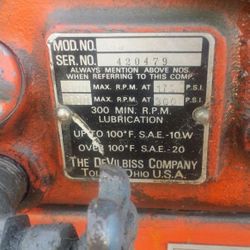 MOD. NO.
SER. NO. 420479
ALWAYS MENTION ABOVE NOS.
WHEN REFERRING TO THIS COMP.
MAX. R.P.M. AT P.S.I.
MAX. R.P.M. AT P.S.I.
300 MIN. R.P.M.
LUBRICATION
UP TO 100°F. S.A.E.-10W
OVER 100°F. S.A.E.-20
THE DEVILBISS COMPANY
OHIO U.S.A.